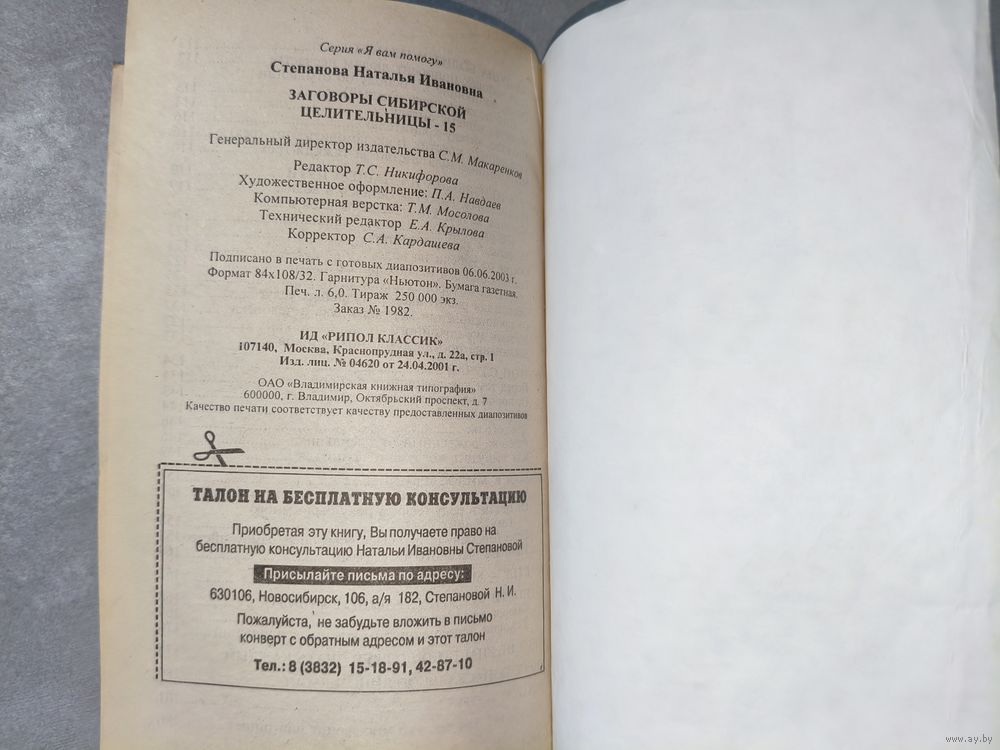 Серия «Я вам помогу»
Степанова Наталья Ивановна
ЗАГОВОРЫ СИБИРСКОЙ
ЦЕЛИТЕЛЬНИЦЫ - 15
Генеральный директор издательства С.М. Макаренков
Редактор Т.С. Никифорова
Художественное оформление: П.А. Навдаев
Компьютерная верстка: Т.М. Мосолова
Технический редактор Е.А. Крылова
Корректор С.А. Кардашева
Подписано в печать с готовых диапозитивов 06.06.2003 г.
Формат 84х108/32. Гарнитура «Ньютон». Бумага газетная.
Печ. л. 6,0. Тираж 250 000 экз.
Заказ № 1982.
ИД «РИПОЛ КЛАССИК»
107140, Москва, Краснопрудная ул., д. 22а, стр. 1
Изд. лиц. № 04620 от 24.04.2001 г.
ОАО «Владимирская книжная типография»
600000, г. Владимир, Октябрьский проспект, д. 7
Качество печати соответствует качеству предоставленных диапозитивов
ТАЛОН НА БЕСПЛАТНУЮ КОНСУЛЬТАЦИЮ
Приобретая эту книгу, Вы получаете право на
бесплатную консультацию Натальи Ивановны Степановой
Присылайте письма по адресу:
630106, Новосибирск, 106, а/я 182, Степановой Н. И.
Пожалуйста, не забудьте вложить в письмо
конверт с обратным адресом и этот талон
Тел.: 8 (3832) 15-18-91, 42-87-10
www.ay.by